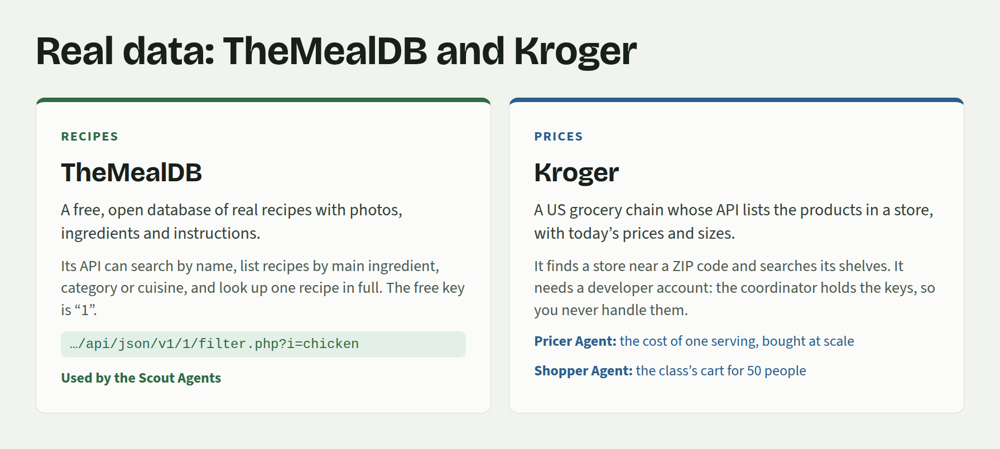 Real data: TheMealDB and Kroger
RECIPES
TheMealDB
A free, open database of real recipes with photos,
ingredients and instructions.
Its API can search by name, list recipes by main ingredient,
category or cuisine, and look up one recipe in full. The free key
is “1”.
…/api/json/v1/1/filter.php?i=chicken
Used by the Scout Agents
PRICES
Kroger
A US grocery chain whose API lists the products in a store,
with today’s prices and sizes.
It finds a store near a ZIP code and searches its shelves. It
needs a developer account: the coordinator holds the keys, so
you never handle them.
Pricer Agent: the cost of one serving, bought at scale
Shopper Agent: the class’s cart for 50 people